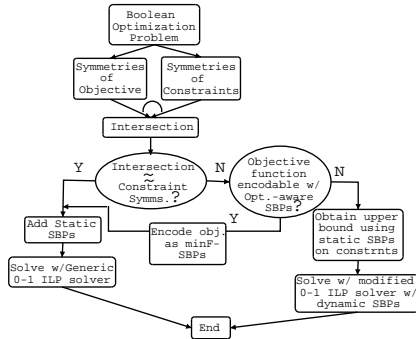 Boolean
Optimization
Problem
Symmetries
of
Objective
Symmetries
of
Constraints
Intersection
Y
Intersection
≈
Constraint
Symms.?
N
Objective
function
encodable w/
Opt.-aware
SBPs?
N
Y
Add Static
SBPs
Encode obj.
as minF-
SBPs
Obtain upper
bound using
static SBPs
on constrnts
Solve w/Generic
0-1 ILP solver
Solve w/ modified
0-1 ILP solver w/
dynamic SBPs
End